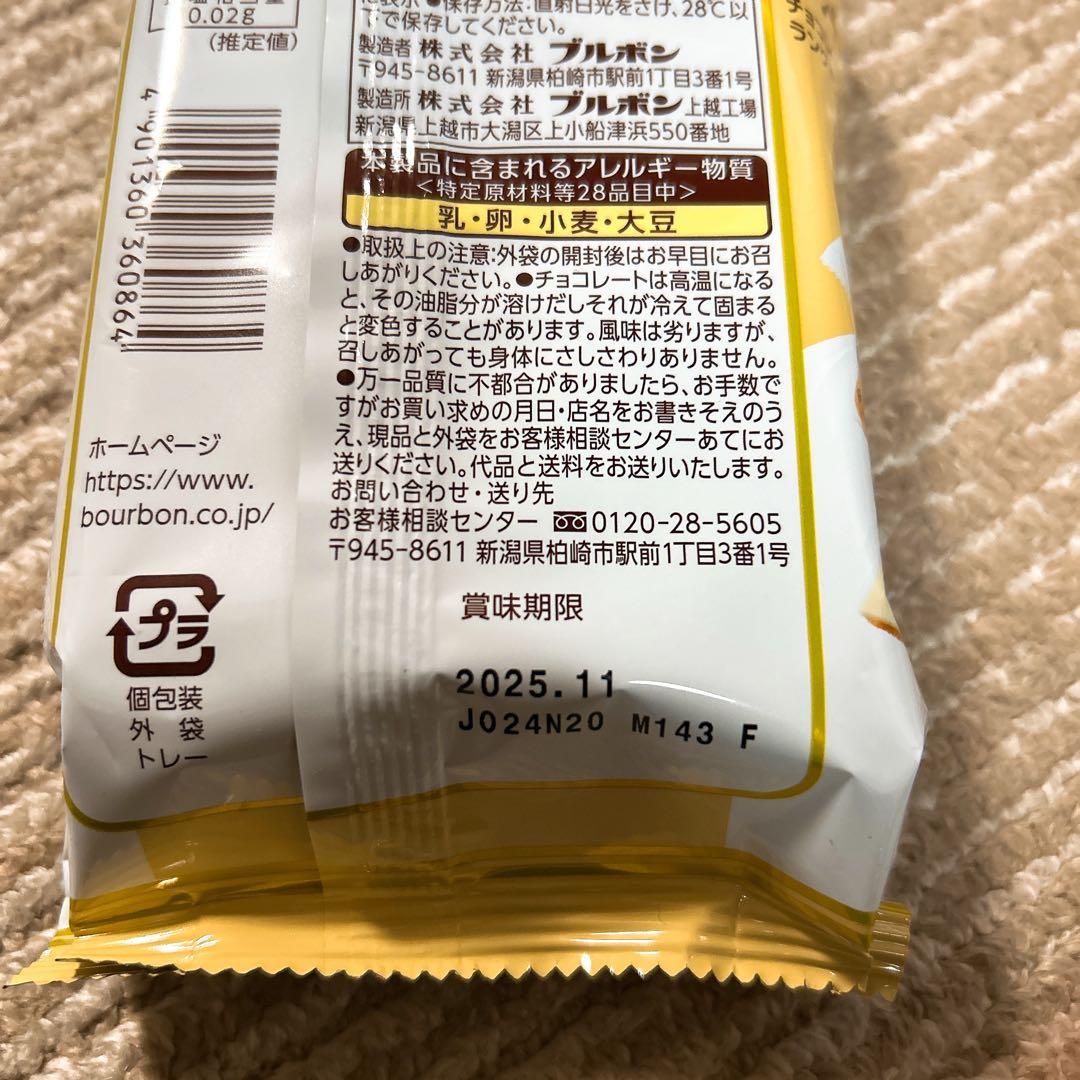 0.02g
(推定値)
●保存方法:直射日光をさけ、28℃以
下で保存してください。
製造者 株式会社 ブルボン
〒945-8611 新潟県柏崎市駅前1丁目3番1号
製造所 株式会社 ブルボン 上越工場
新潟県上越市大潟区上小船津浜550番地
本製品に含まれるアレルギー物質
<特定原材料等28品目中>
乳・卵・小麦・大豆
●取扱上の注意:外袋の開封後はお早目にお召
しあがりください。●チョコレートは高温になる
と、その油脂分が溶けだしそれが冷えて固まる
と変色することがあります。風味は劣りますが、
召しあがっても身体にさしさわりありません。
●万一品質に不都合がありましたら、お手数で
すがお買い求めの月日・店名をお書きそえのう
え、現品と外袋をお客様相談センターあてにお
送りください。代品と送料をお送りいたします。
お問い合わせ・送り先
お客様相談センター 0120-28-5605
〒945-8611 新潟県柏崎市駅前1丁目3番1号
4 901360 360864
ホームページ
https://www.
bourbon.co.jp/
プラ
個包装
外 袋
トレー
賞味期限
2025.11
J024N20 M143 F